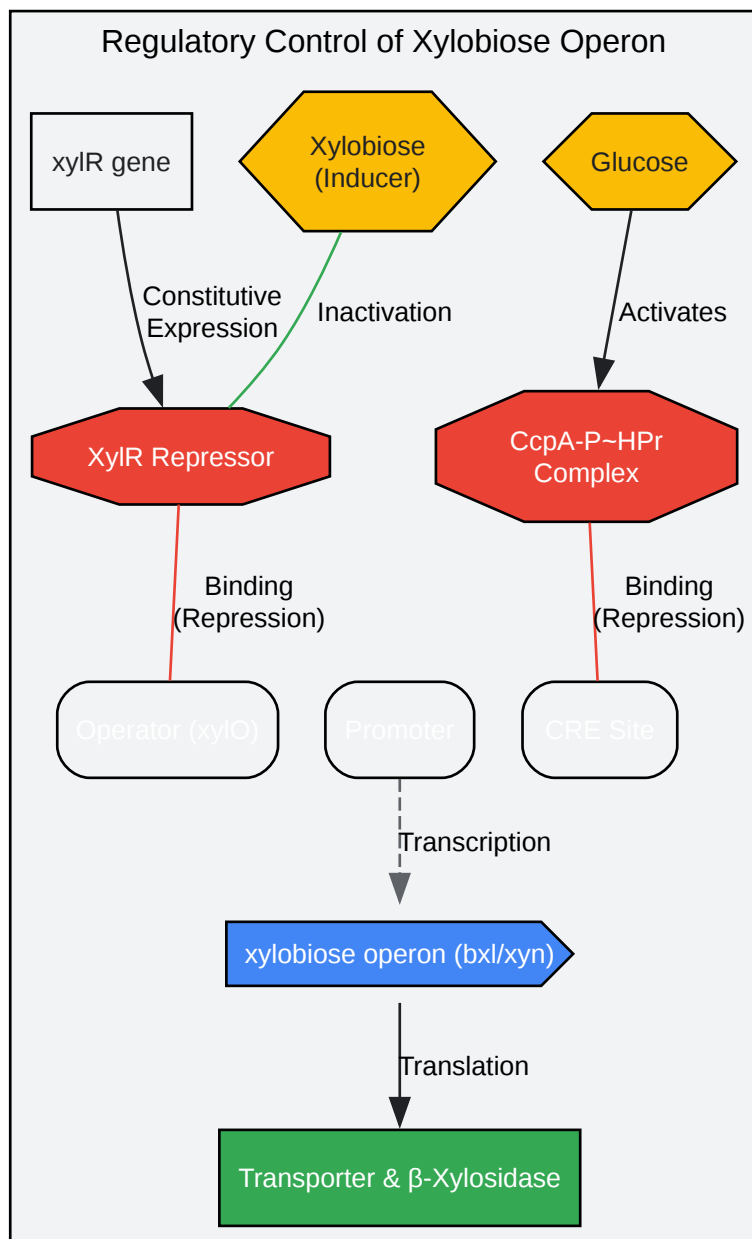 Regulatory Control of Xylobiose Operon
xylR gene
Xylobiose
(Inducer)
Glucose
Constitutive
Expression
Inactivation
Activates
XylR Repressor
CcpA-P~HPr
Complex
Binding
(Repression)
Binding
(Repression)
Operator (xylO)
Promoter
CRE Site
Transcription
xylobiose operon (bxl/xyn)
Translation
Transporter & β-Xylosidase